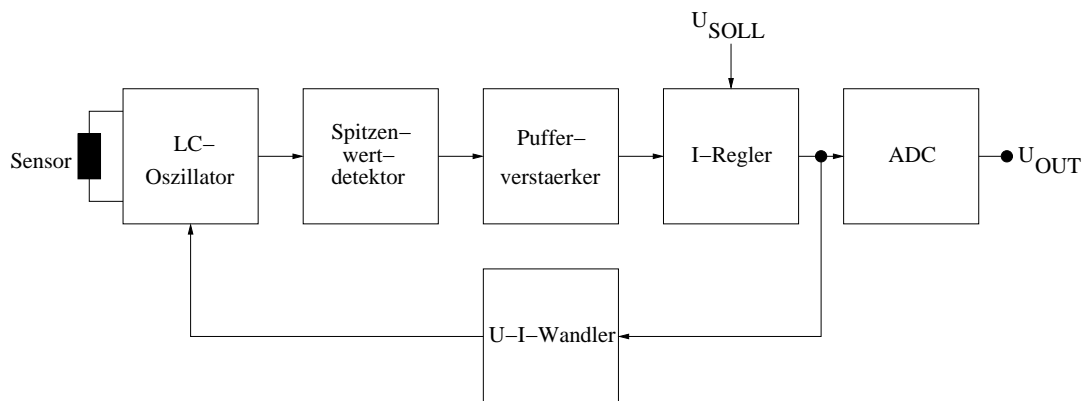 U_SOLL
Sensor
LC–
Oszillator
Spitzen–
wert–
detektor
Puffer–
verstaerker
I–Regler
ADC
U_OUT
U–I–Wandler